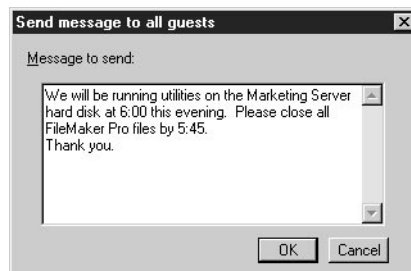 Send message to all guests
Message to send:
We will be running utilities on the Marketing Server
hard disk at 6:00 this evening.  Please close all
FileMaker Pro files by 5:45.
Thank you.
OK
Cancel